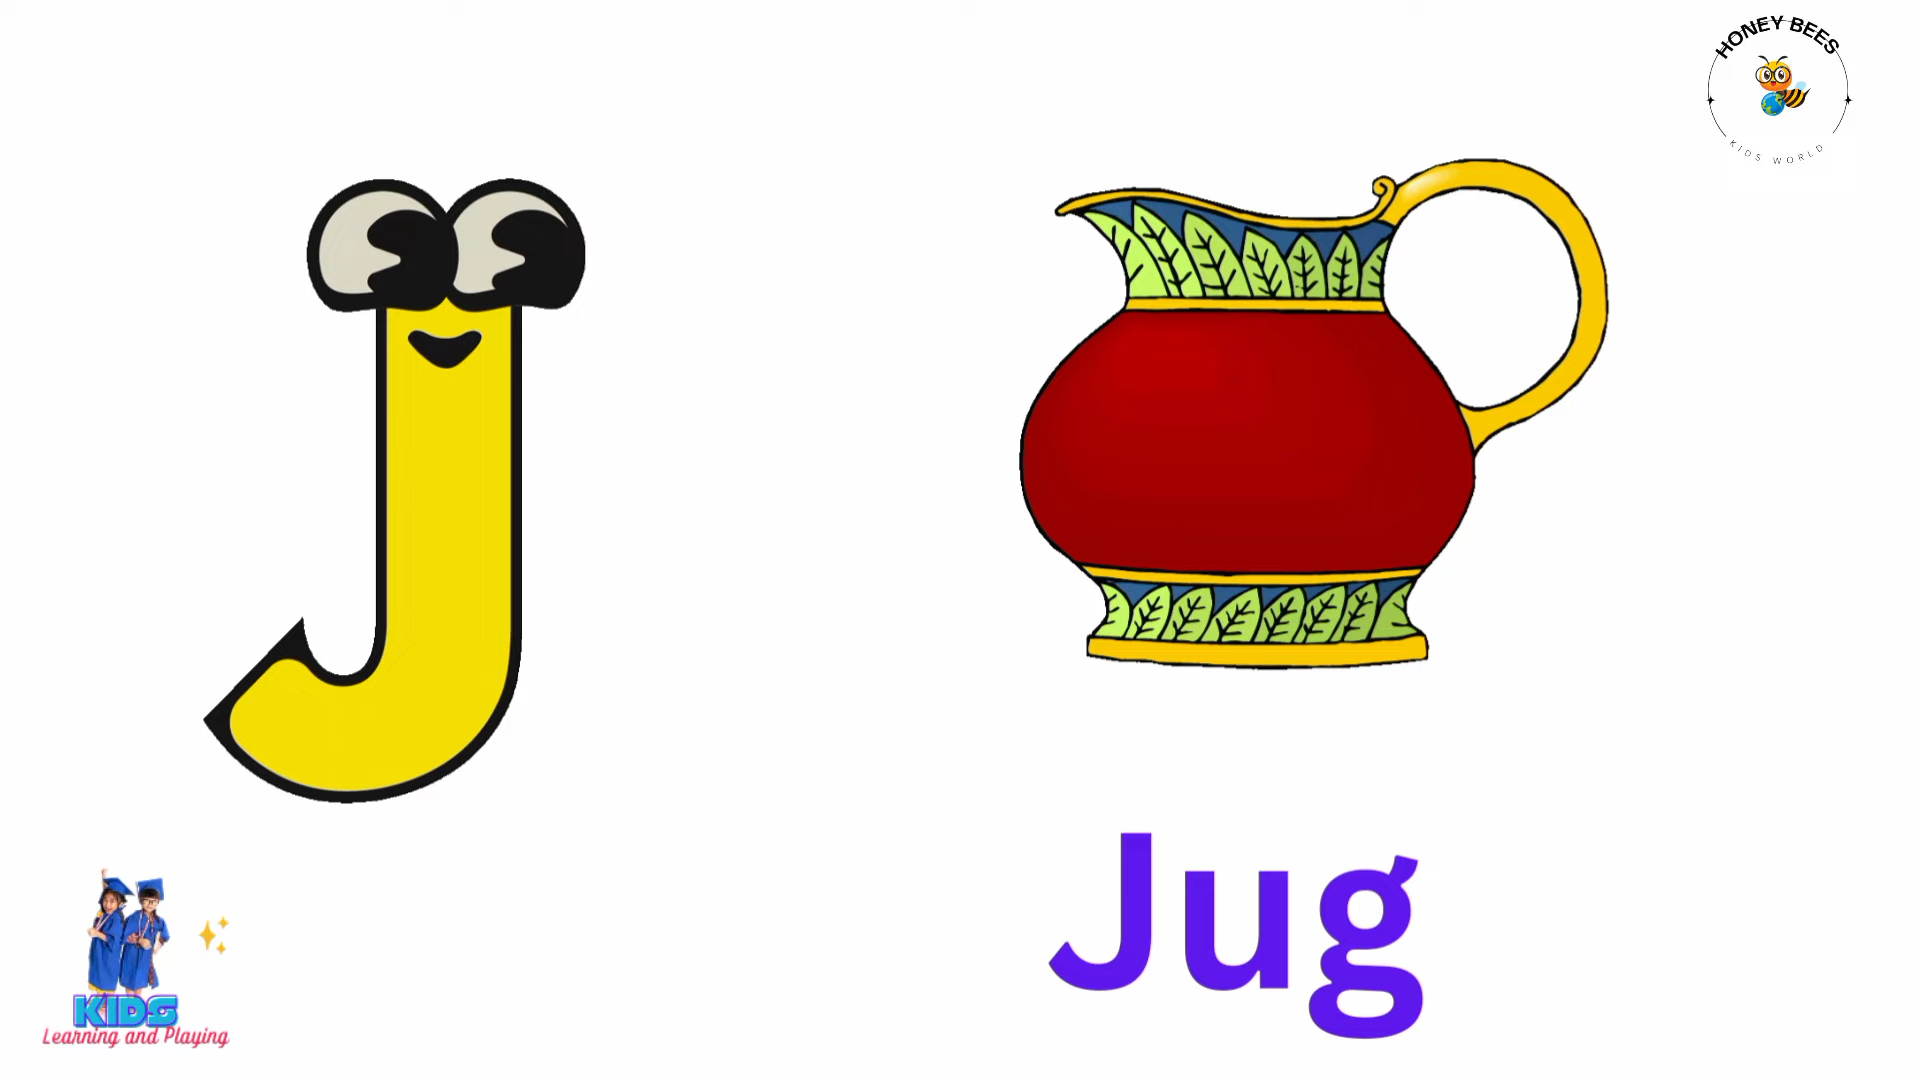 HONEY BEES
KIDS WORLD
J
Jug
KIDS
Learning and Playing